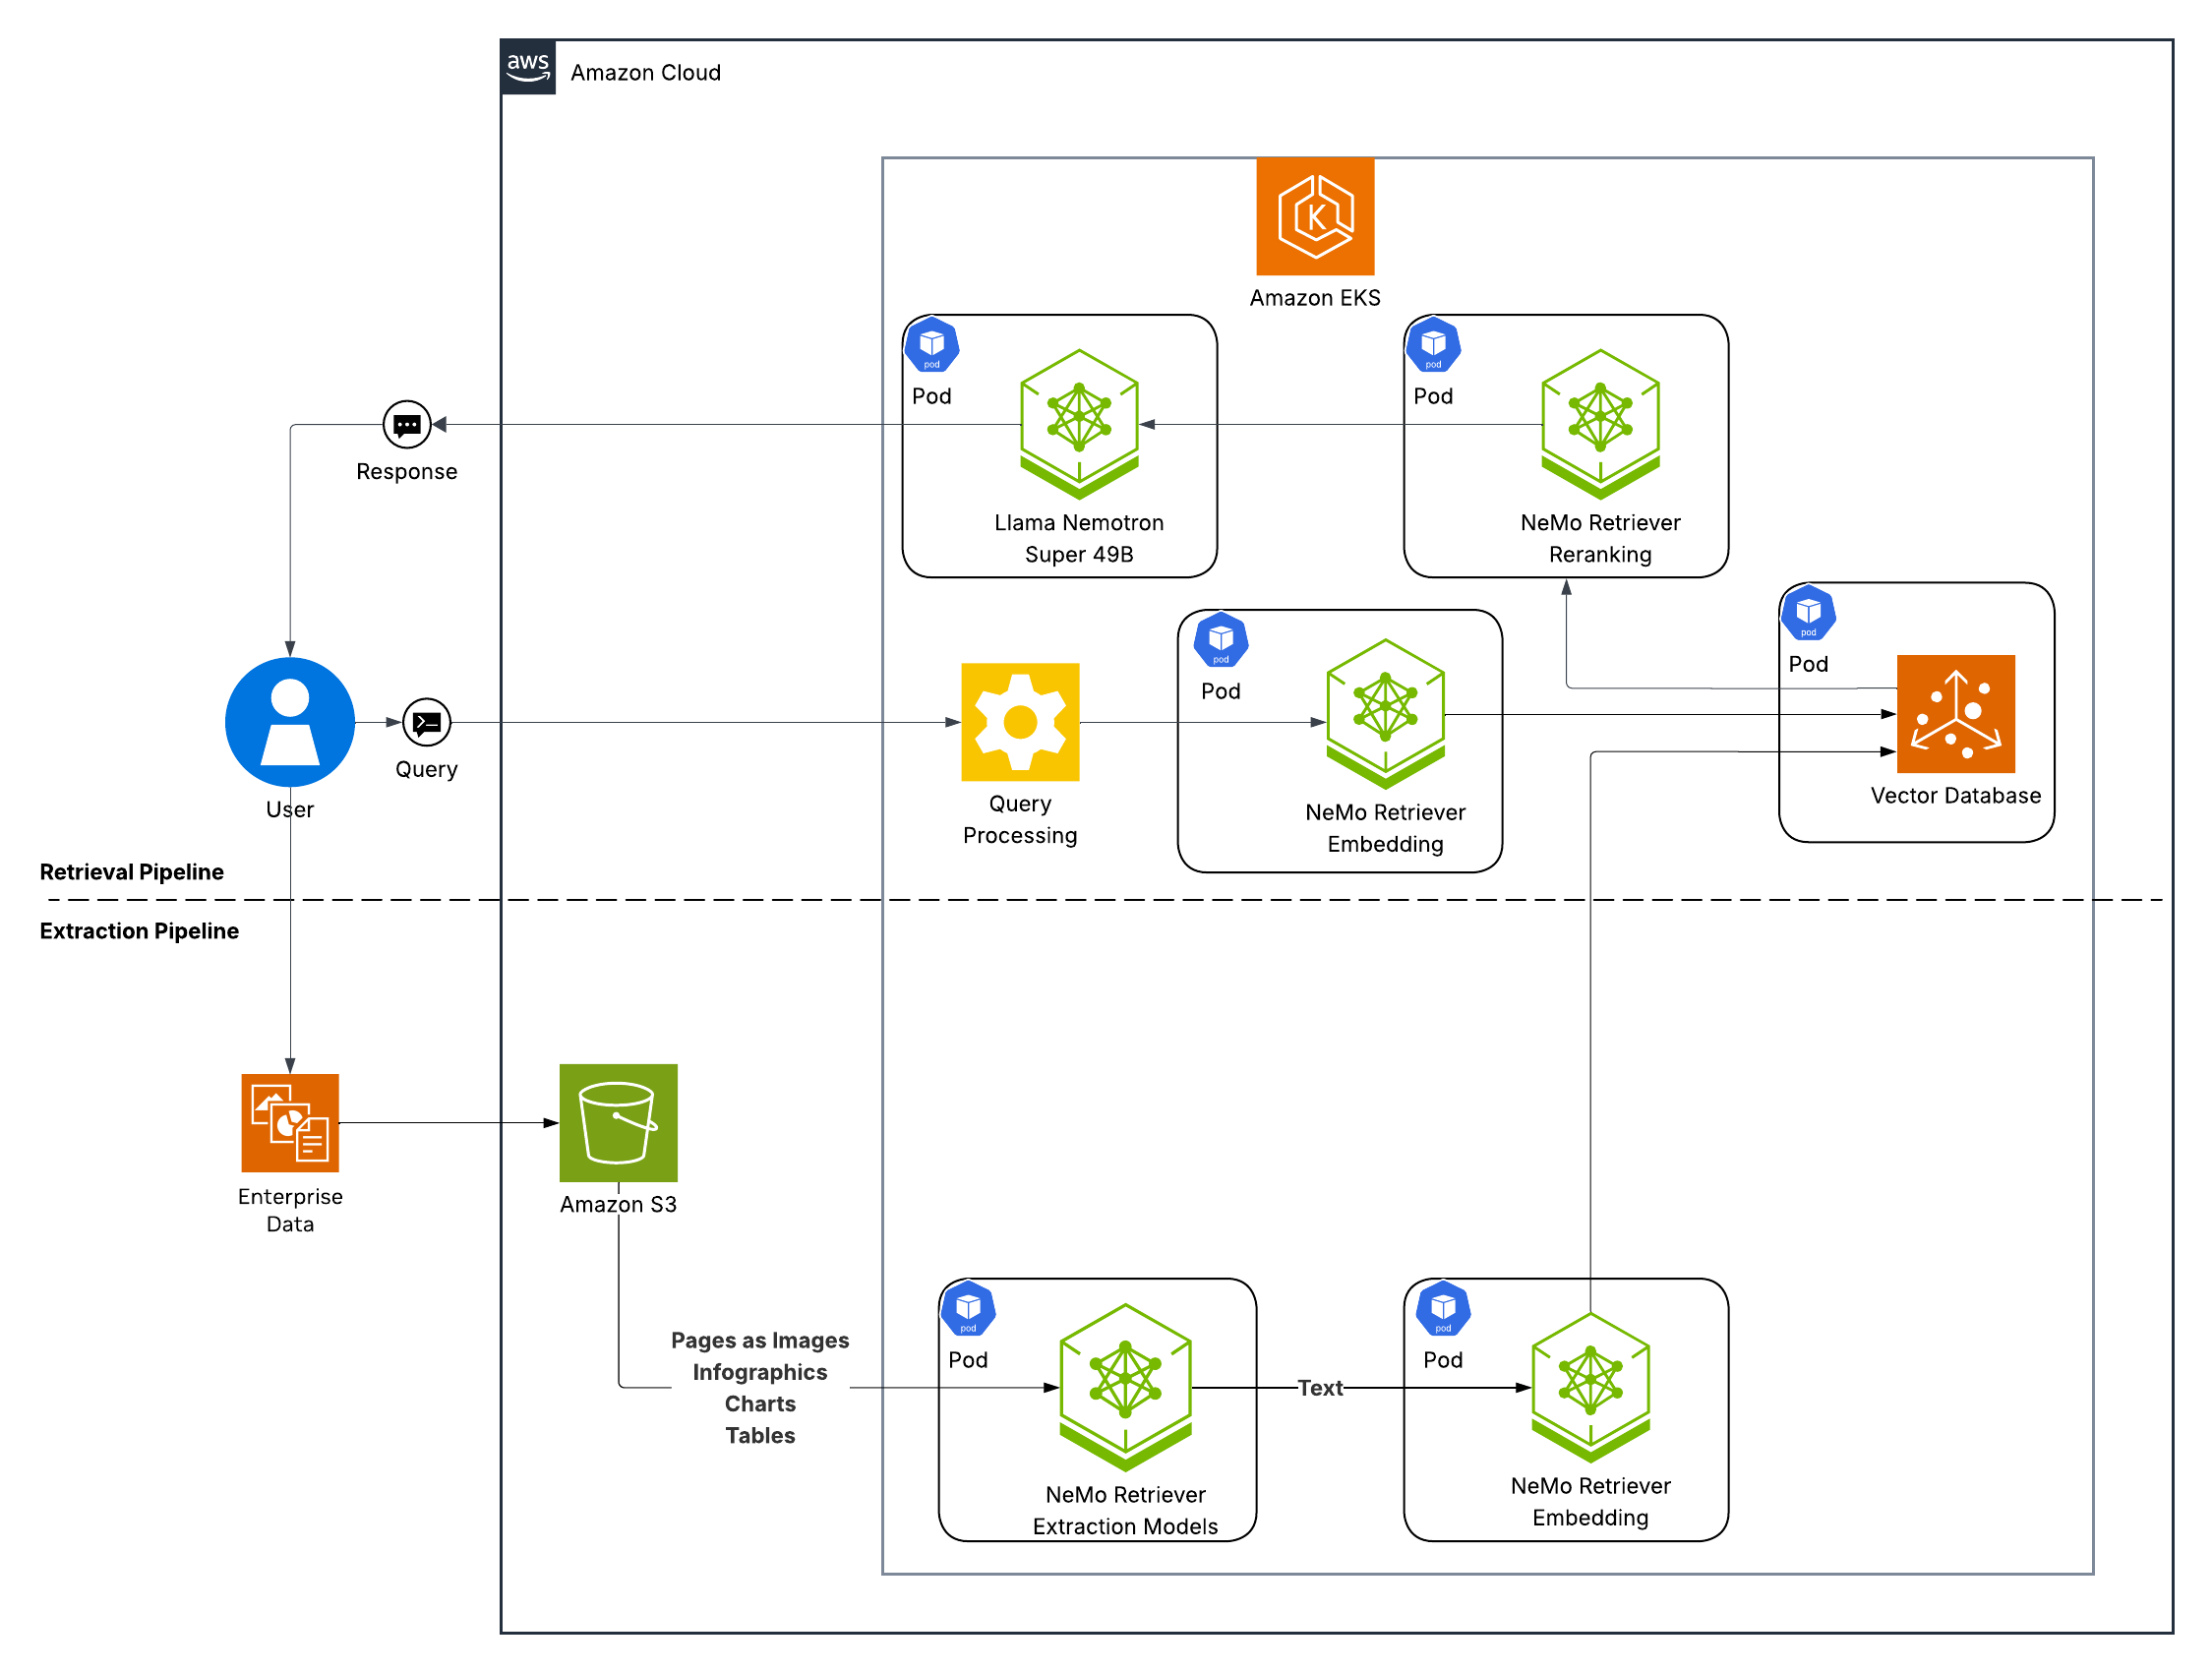 aws
Amazon Cloud
Amazon EKS
pod
Pod
Llama Nemotron
Super 49B
pod
Pod
NeMo Retriever
Reranking
Response
User
Query
Query
Processing
pod
Pod
NeMo Retriever
Embedding
pod
Pod
Vector Database
Retrieval Pipeline
Extraction Pipeline
Enterprise
Data
Amazon S3
Pages as Images
Infographics
Charts
Tables
pod
Pod
NeMo Retriever
Extraction Models
Text
pod
Pod
NeMo Retriever
Embedding